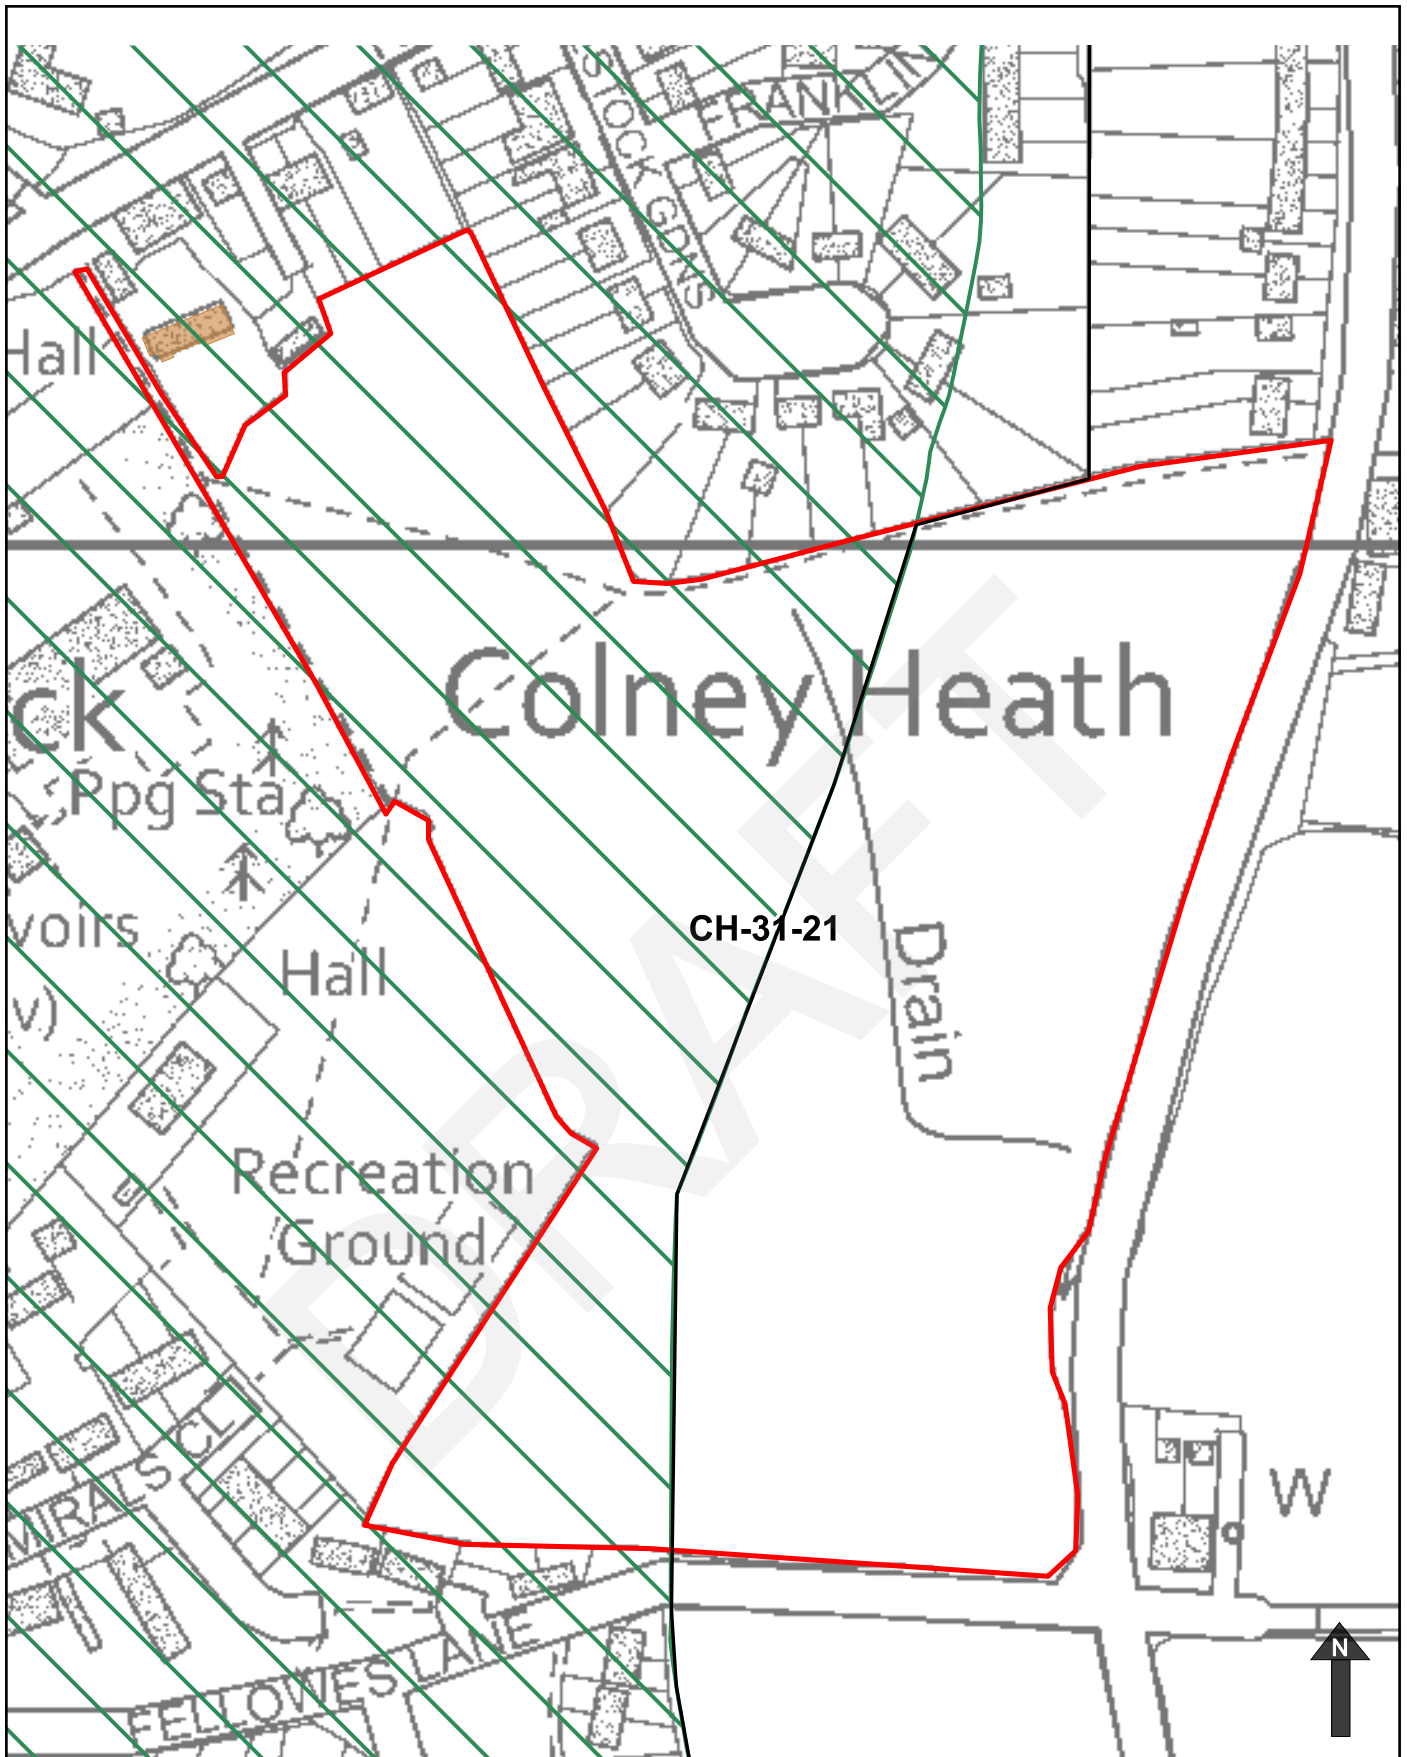 FRANKLIN
S OCK GDNS
Hall
Colney Heath
ck
Ppg Sta
CH-31-21
voirs
Hall
v)
Drain
Recreation
Ground
DRAFT
MIRALS CL
W
FELLOWES LANE
N